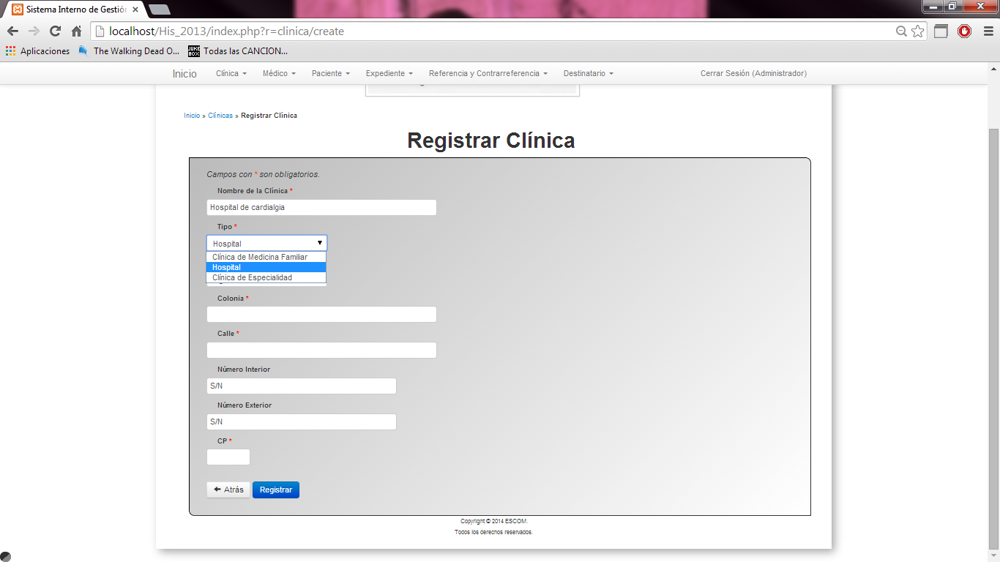 Sistema Interno de Gestión
localhost/His_2013/index.php?r=clinica/create
Aplicaciones The Walking Dead O... JUKE BOX Todas las CANCION...
Inicio Clínica Médico Paciente Expediente Referencia y Contrarreferencia Destinatario Cerrar Sesión (Administrador)
Inicio » Clínicas » Registrar Clínica
Registrar Clínica
Campos con * son obligatorios.
Nombre de la Clínica *
Hospital de cardialgia
Tipo *
Hospital
Clínica de Medicina Familiar
Hospital
Clínica de Especialidad
Colonia *
Calle *
Número Interior
S/N
Número Exterior
S/N
CP *
Atrás Registrar
Copyright © 2014 ESCOM.
Todos los derechos reservados.